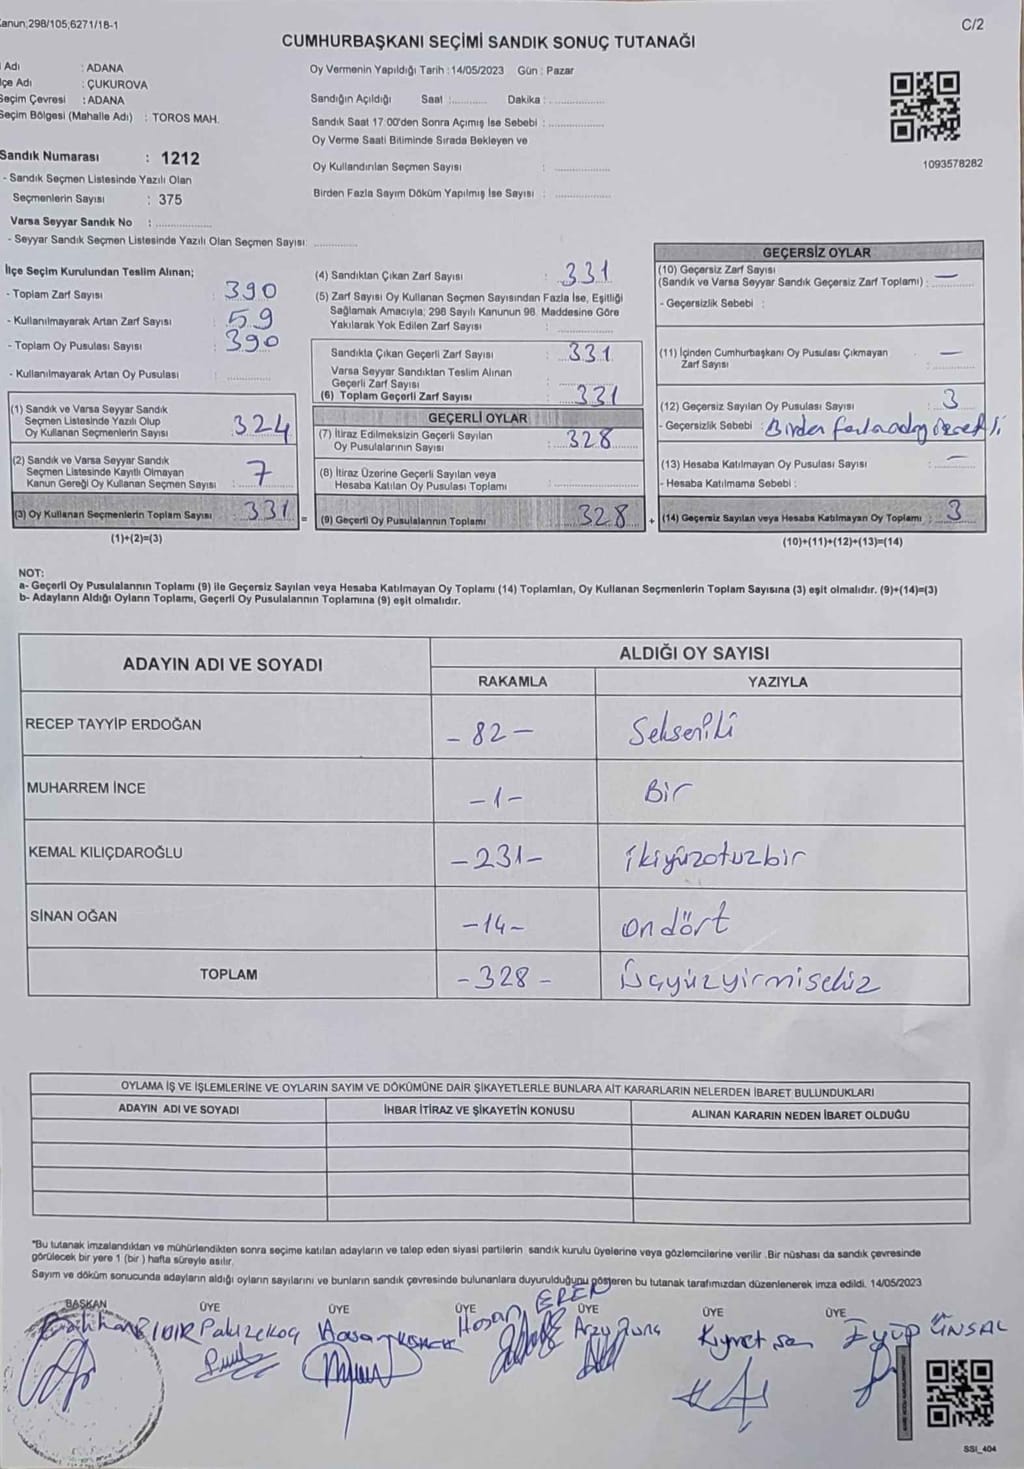 Kanun;298/105,6271/18-1
C/2
CUMHURBAŞKANI SEÇİMİ SANDIK SONUÇ TUTANAĞI
Adı : ADANA
Oy Vermenin Yapıldığı Tarih : 14/05/2023 Gün : Pazar
İlçe Adı : ÇUKUROVA
Seçim Çevresi : ADANA
Sandığın Açıldığı Saat :............ Dakika : ................
Seçim Bölgesi (Mahalle Adı) : TOROS MAH.
Sandık Saat 17:00'den Sonra Açımış İse Sebebi : ................
Oy Verme Saati Bitiminde Sırada Bekleyen ve
Oy Kullandırılan Seçmen Sayısı : ................
Birden Fazla Sayım Döküm Yapılmış İse Sayısı : ................
1093578282
Sandık Numarası : 1212
- Sandık Seçmen Listesinde Yazılı Olan
Seçmenlerin Sayısı : 375
Varsa Seyyar Sandık No : ................
- Seyyar Sandık Seçmen Listesinde Yazılı Olan Seçmen Sayısı: ............
İlçe Seçim Kurulundan Teslim Alınan;
- Toplam Zarf Sayısı : 390
- Kullanılmayarak Artan Zarf Sayısı : 59
- Toplam Oy Pusulası Sayısı : 390
- Kullanılmayarak Artan Oy Pusulası : ............
(1) Sandık ve Varsa Seyyar Sandık
Seçmen Listesinde Yazılı Olup
Oy Kullanan Seçmenlerin Sayısı : 324
(2) Sandık ve Varsa Seyyar Sandık
Seçmen Listesinde Kayıtlı Olmayan
Kanun Gereği Oy Kullanan Seçmen Sayısı : 7
(3) Oy Kullanan Seçmenlerin Toplam Sayısı : 331
(1)+(2)=(3)
(4) Sandıktan Çıkan Zarf Sayısı : 331
(5) Zarf Sayısı Oy Kullanan Seçmen Sayısından Fazla İse, Eşitliği
Sağlamak Amacıyla; 298 Sayılı Kanunun 98. Maddesine Göre
Yakılarak Yok Edilen Zarf Sayısı : ............
Sandıkta Çıkan Geçerli Zarf Sayısı : 331
Varsa Seyyar Sandıktan Teslim Alınan
Geçerli Zarf Sayısı : ............
(6) Toplam Geçerli Zarf Sayısı : 331
GEÇERLİ OYLAR
(7) İtiraz Edilmeksizin Geçerli Sayılan
Oy Pusulalarının Sayısı : 328
(8) İtiraz Üzerine Geçerli Sayılan veya
Hesaba Katılan Oy Pusulası Toplamı : ............
= (9) Geçerli Oy Pusulalarının Toplamı 328
GEÇERSİZ OYLAR
(10) Geçersiz Zarf Sayısı
(Sandık ve Varsa Seyyar Sandık Geçersiz Zarf Toplamı) : —
- Geçersizlik Sebebi :
(11) İçinden Cumhurbaşkanı Oy Pusulası Çıkmayan
Zarf Sayısı : —
(12) Geçersiz Sayılan Oy Pusulası Sayısı : 3
- Geçersizlik Sebebi : Birden fazla aday
(13) Hesaba Katılmayan Oy Pusulası Sayısı : —
- Hesaba Katılmama Sebebi :
+ (14) Geçersiz Sayılan veya Hesaba Katılmayan Oy Toplamı : 3
(10)+(11)+(12)+(13)=(14)
NOT:
a- Geçerli Oy Pusulalarının Toplamı (9) ile Geçersiz Sayılan veya Hesaba Katılmayan Oy Toplamı (14) Toplamları, Oy Kullanan Seçmenlerin Toplam Sayısına (3) eşit olmalıdır. (9)+(14)=(3)
b- Adayların Aldığı Oyların Toplamı, Geçerli Oy Pusulalarının Toplamına (9) eşit olmalıdır.
ADAYIN ADI VE SOYADI
ALDIĞI OY SAYISI
RAKAMLA YAZIYLA
RECEP TAYYİP ERDOĞAN - 82 - Sekseniki
MUHARREM İNCE - 1 - Bir
KEMAL KILIÇDAROĞLU - 231 - ikiyüzotuzbir
SİNAN OĞAN - 14 - on dört
TOPLAM - 328 - Üçyüzyirmisekiz
OYLAMA İŞ VE İŞLEMLERİNE VE OYLARIN SAYIM VE DÖKÜMÜNE DAİR ŞİKAYETLERLE BUNLARA AİT KARARLARIN NELERDEN İBARET BULUNDUKLARI
ADAYIN ADI VE SOYADI İHBAR İTİRAZ VE ŞİKAYETİN KONUSU ALINAN KARARIN NEDEN İBARET OLDUĞU
"Bu tutanak imzalandıktan ve mühürlendikten sonra seçime katılan adayların ve talep eden siyasi partilerin sandık kurulu üyelerine veya gözlemcilerine verilir .Bir nüshası da sandık çevresinde
görülecek bir yere 1 (bir ) hafta süreyle asılır.
Sayım ve döküm sonucunda adayların aldığı oyların sayılarını ve bunların sandık çevresinde bulunanlara duyurulduğunu gösteren bu tutanak tarafımızdan düzenlenerek imza edildi. 14/05/2023
BAŞKAN ÜYE ÜYE ÜYE ÜYE ÜYE ÜYE
Pakize Koç Hasan Hasan EREN Arzu Kıymet Şen Eyüp ÜNSAL
SSI_404